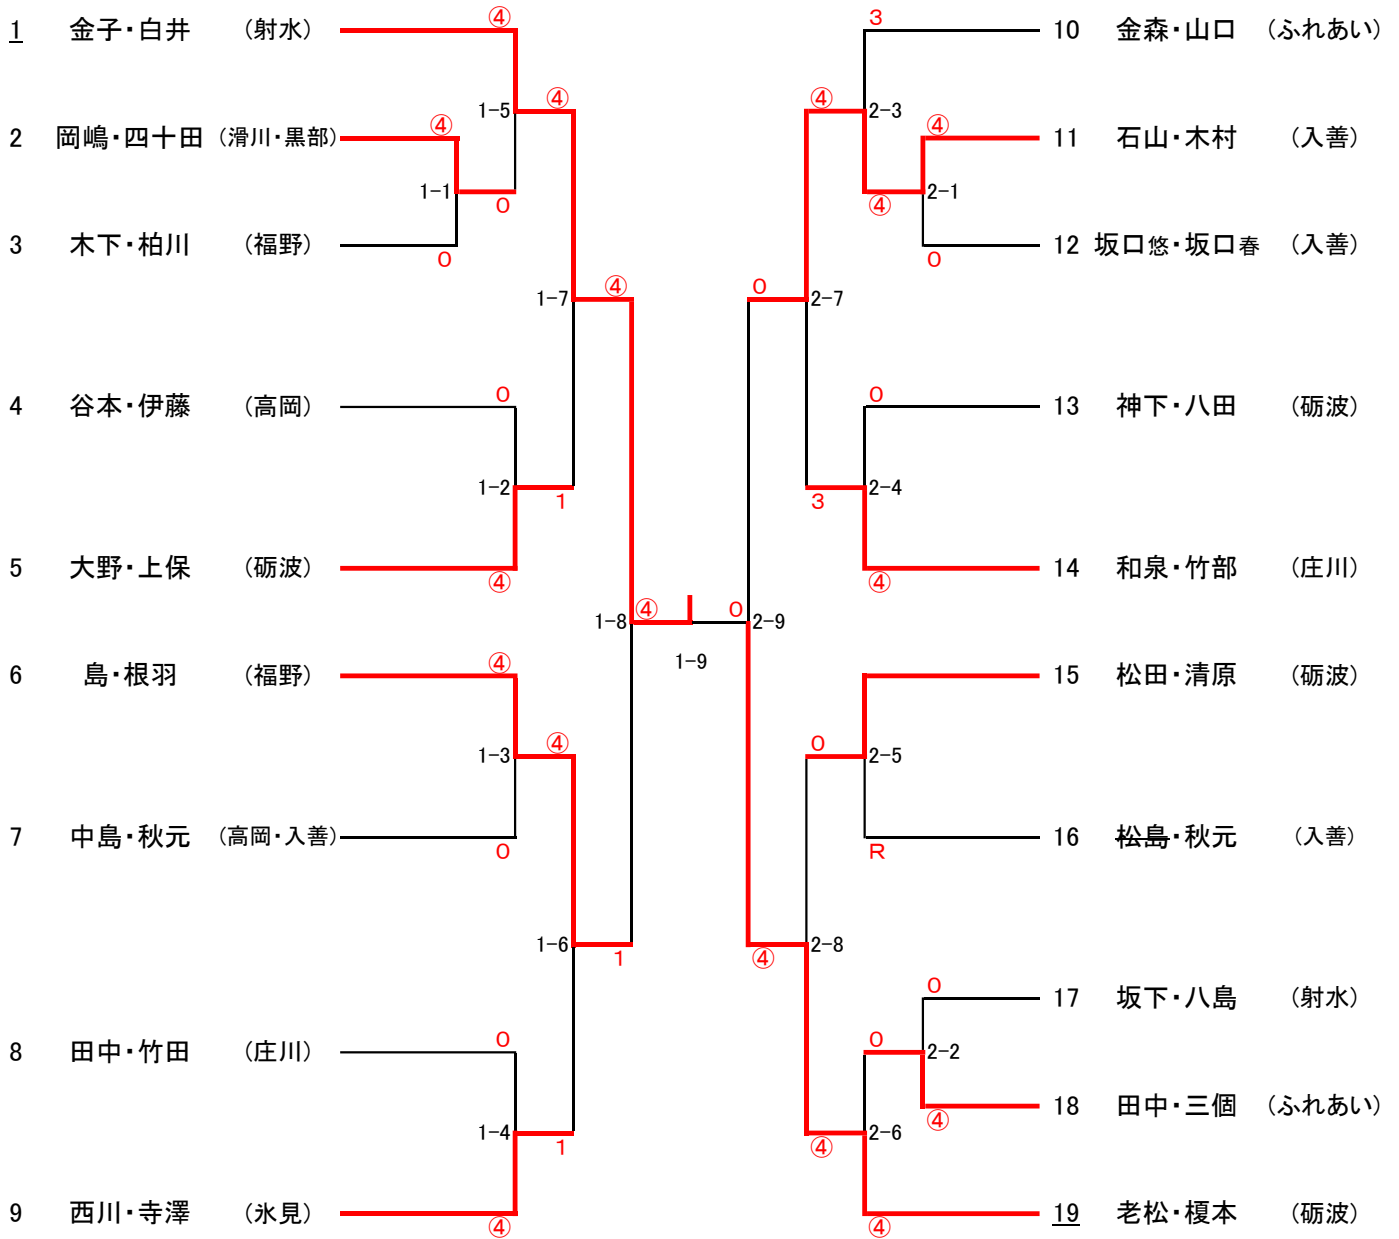 ④ 3
1 金子・白井 (射水) 10 金森・山口 (ふれあい)
1-5 ④ ④ 2-3
2 岡嶋・四十田 (滑川・黒部) ④ ④ 11 石山・木村 (入善)
1-1 0 ④ 2-1
3 木下・柏川 (福野) 0 0 12 坂口悠・坂口春 (入善)
1-7 ④ 0 2-7
4 谷本・伊藤 (高岡) 0 0 13 神下・八田 (砺波)
1-2 1 3 2-4
5 大野・上保 (砺波) ④ ④ 14 和泉・竹部 (庄川)
1-8 ④ 0 2-9
1-9
6 島・根羽 (福野) ④ 15 松田・清原 (砺波)
1-3 ④ 0 2-5
7 中島・秋元 (高岡・入善) 0 R 16 松島・秋元 (入善)
1-6 1 ④ 2-8
0 17 坂下・八島 (射水)
8 田中・竹田 (庄川) 0 0 2-2
④ 18 田中・三個 (ふれあい)
1-4 1 ④ 2-6
9 西川・寺澤 (氷見) ④ ④ 19 老松・榎本 (砺波)